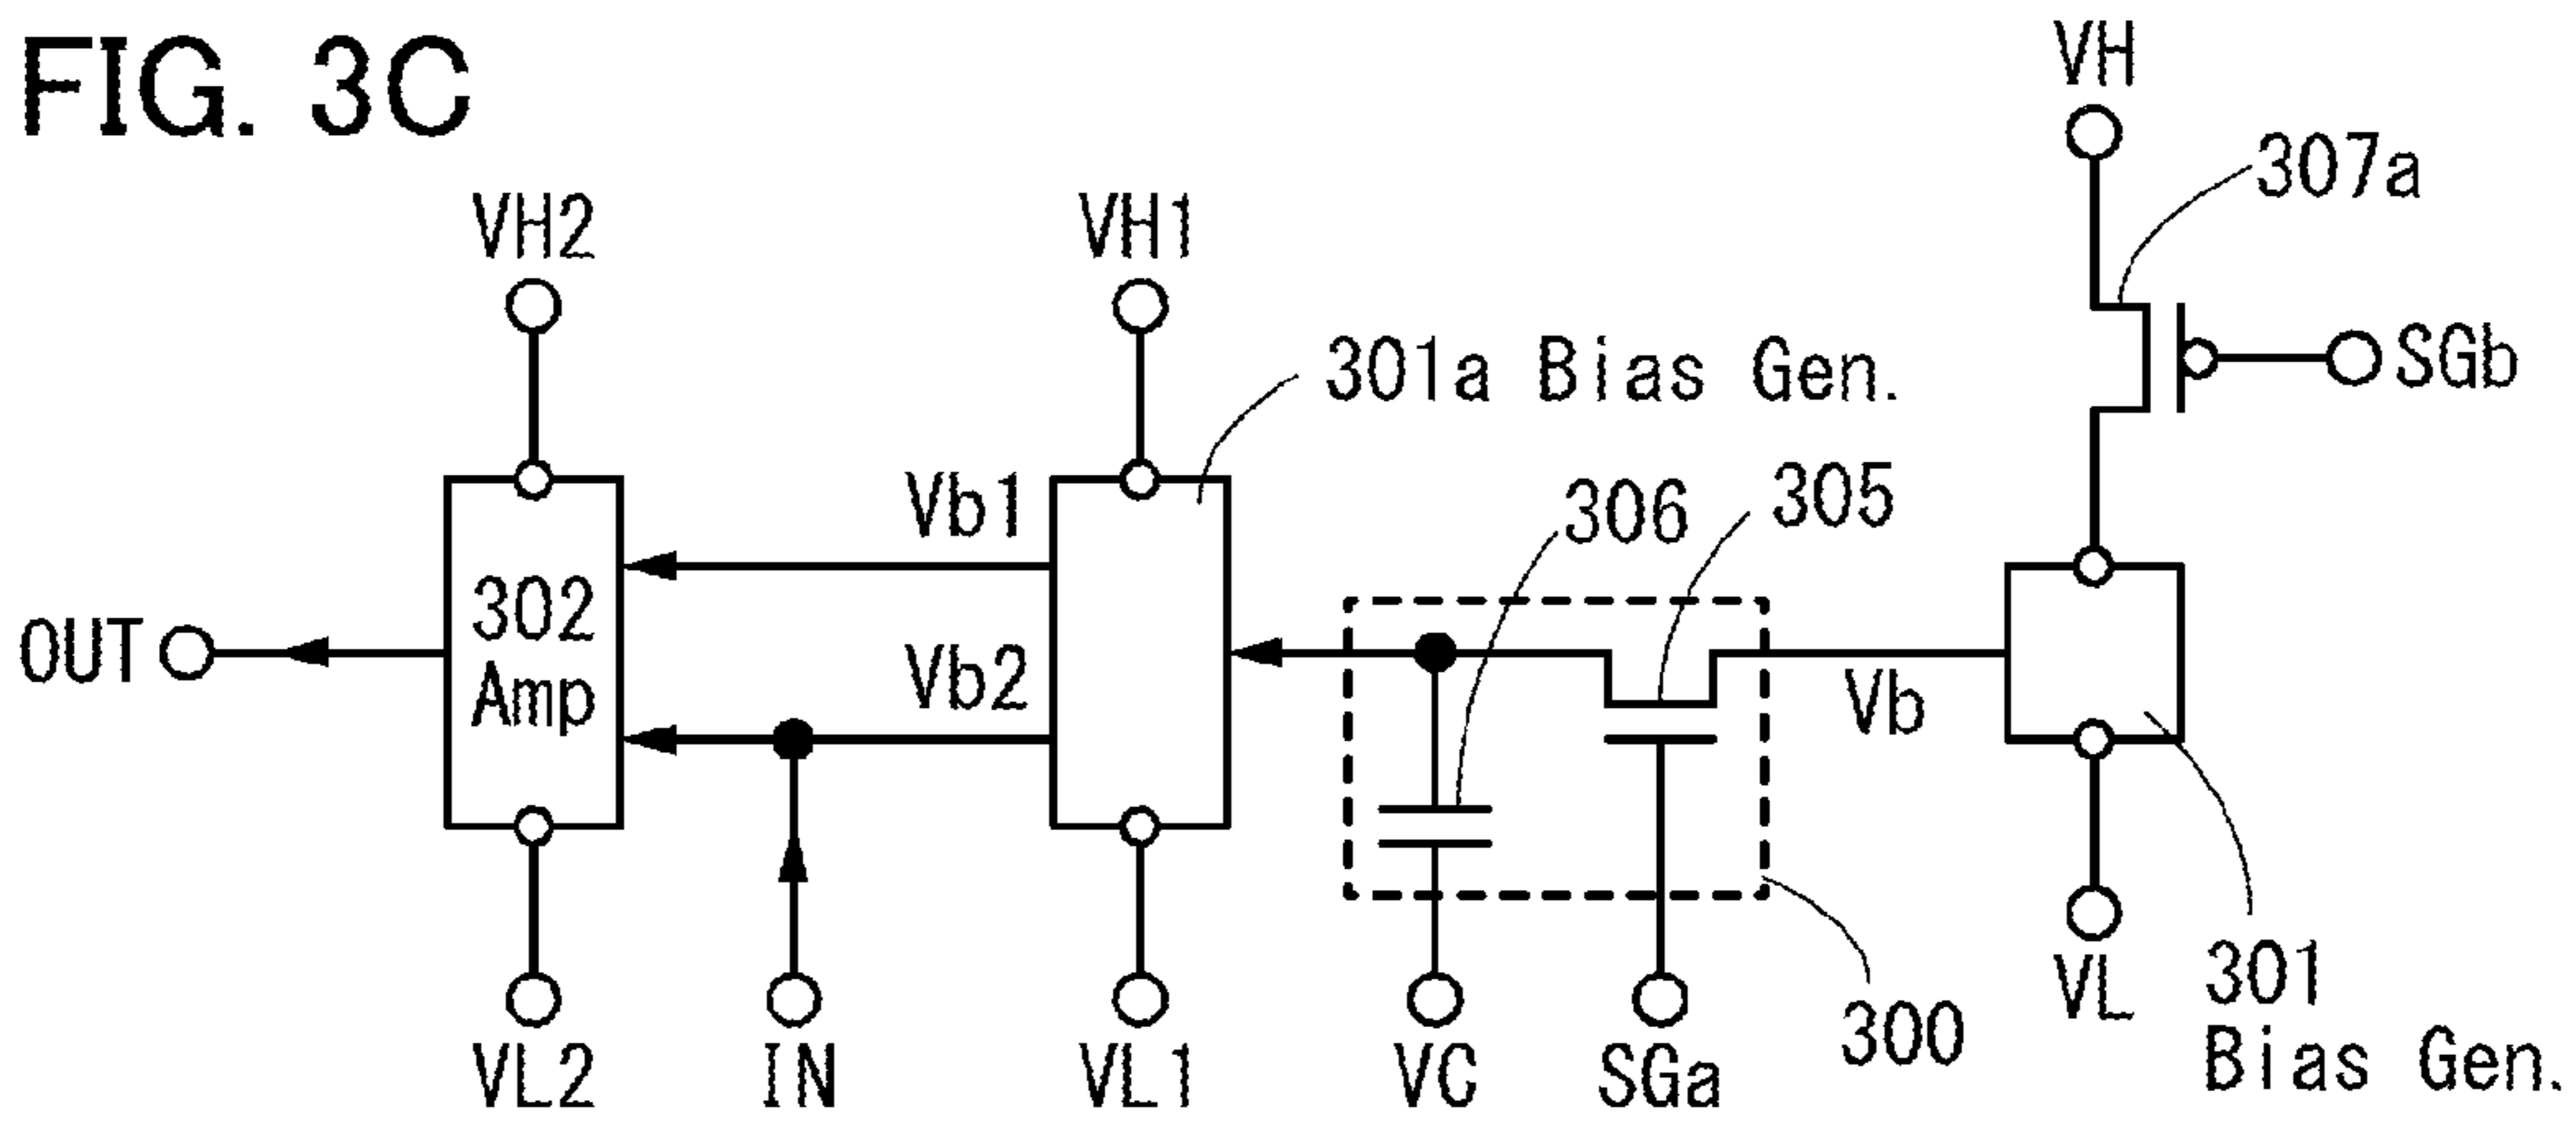 FIG. 3C
VH
307a
SGb
VH2
VH1
301a Bias Gen.
Vb1
306
305
302
Amp
OUT
Vb2
Vb
VL2
IN
VL1
VC
SGa
300
VL
301
Bias Gen.